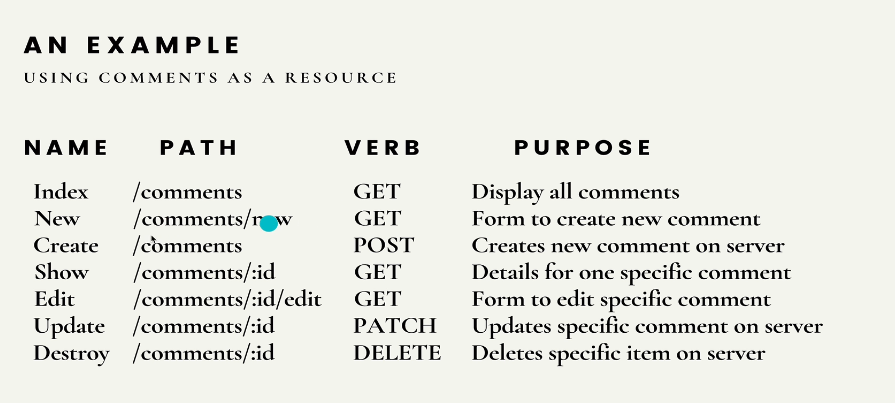 AN EXAMPLE
USING COMMENTS AS A RESOURCE
NAME PATH VERB PURPOSE
Index /comments GET Display all comments
New /comments/new GET Form to create new comment
Create /comments POST Creates new comment on server
Show /comments/:id GET Details for one specific comment
Edit /comments/:id/edit GET Form to edit specific comment
Update /comments/:id PATCH Updates specific comment on server
Destroy /comments/:id DELETE Deletes specific item on server